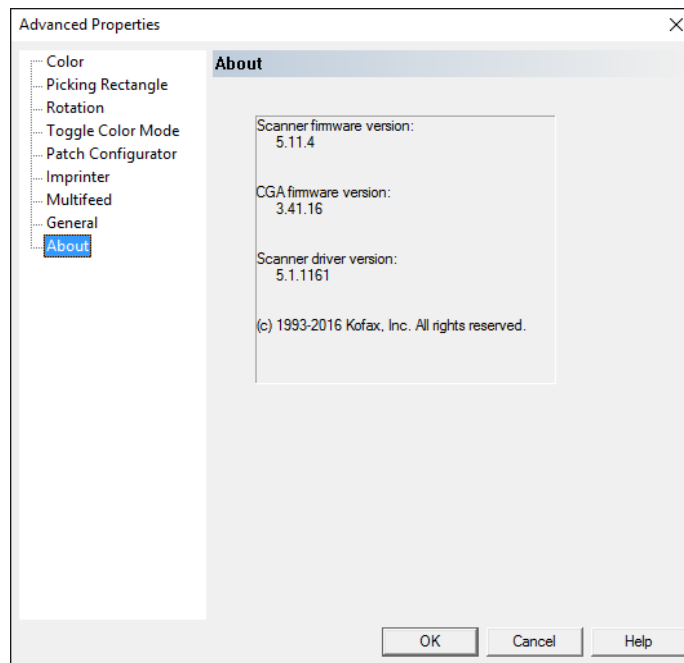 Advanced Properties
Color
Picking Rectangle
Rotation
Toggle Color Mode
Patch Configurator
Imprinter
Multifeed
General
About
About
Scanner firmware version:
5.11.4
CGA firmware version:
3.41.16
Scanner driver version:
5.1.1161
(c) 1993-2016 Kofax, Inc. All rights reserved.
OK
Cancel
Help